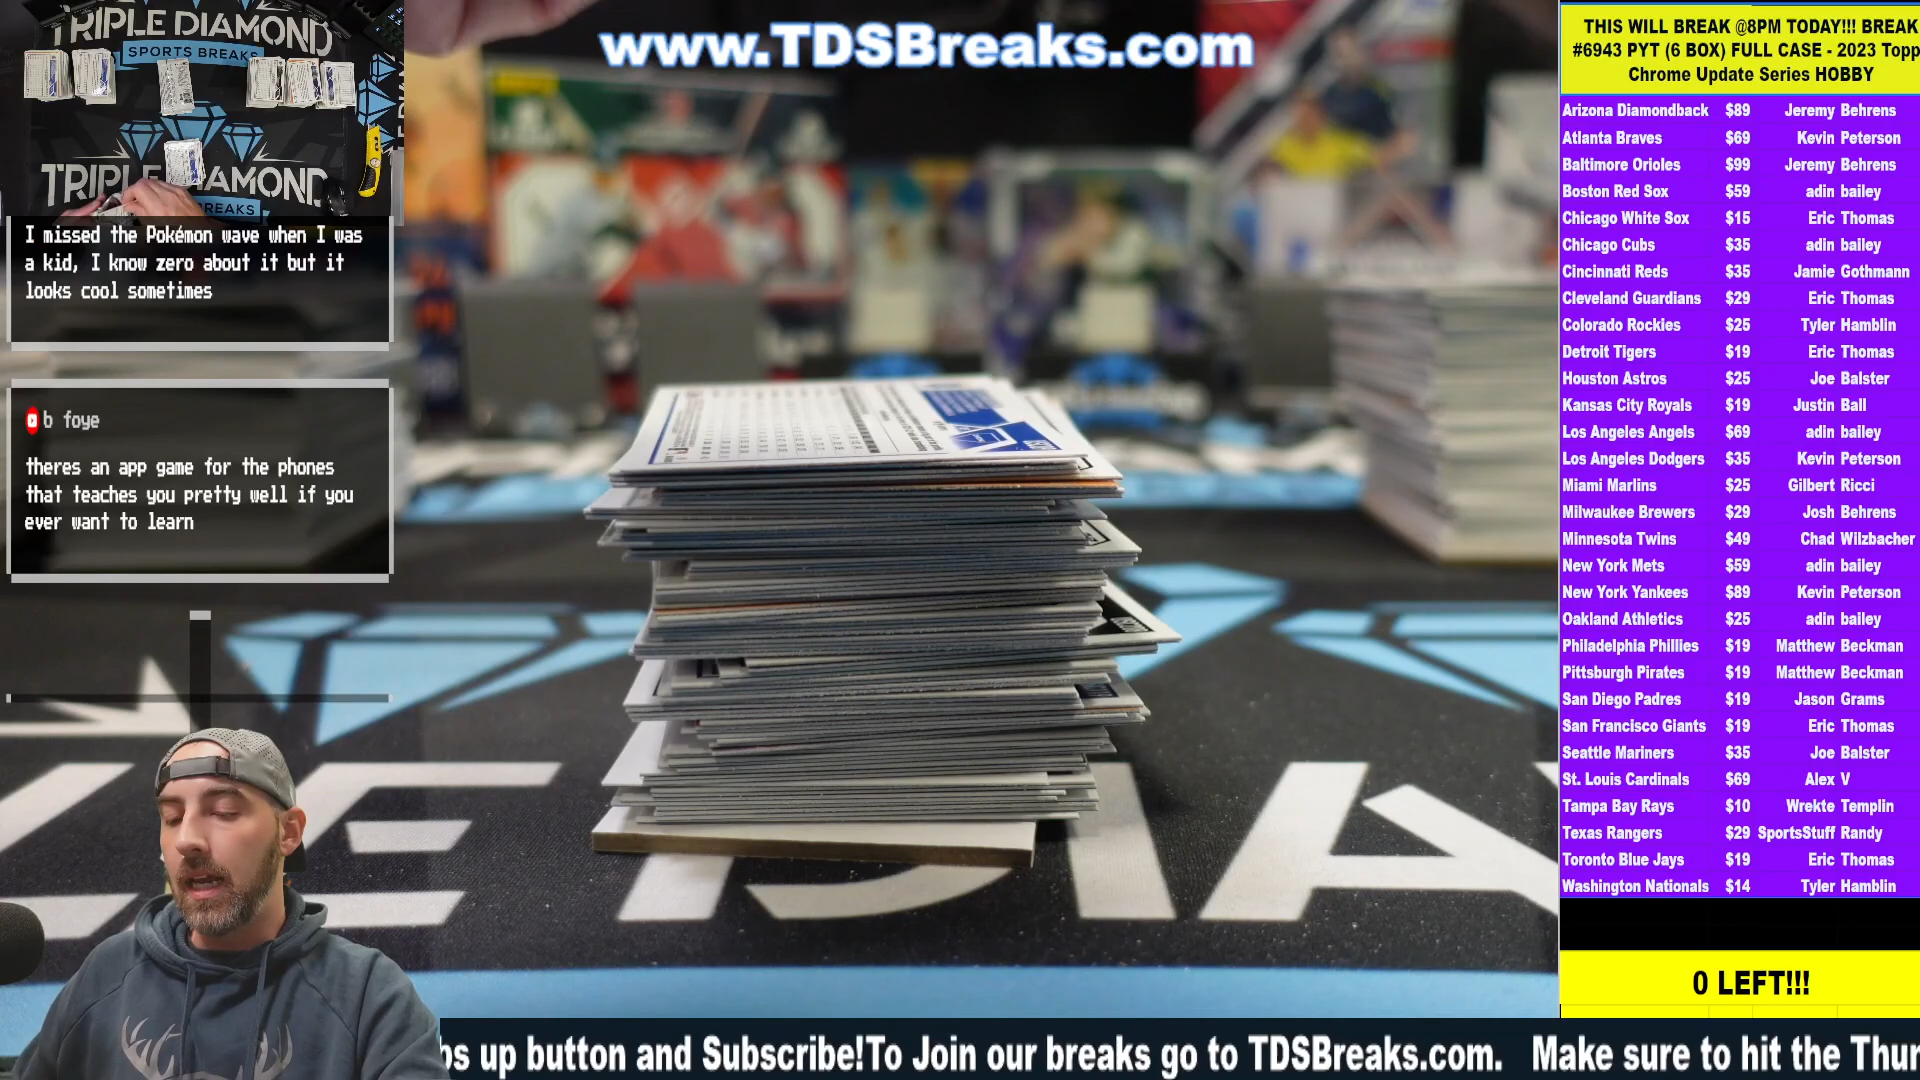 TRIPLE DIAMOND
SPORTS BREAKS
TRIPLE DIAMOND
BREAKS
I missed the Pokémon wave when I was
a kid, I know zero about it but it
looks cool sometimes
b foye
theres an app game for the phones
that teaches you pretty well if you
ever want to learn
www.TDSBreaks.com
THIS WILL BREAK @8PM TODAY!!! BREAK
#6943 PYT (6 BOX) FULL CASE - 2023 Topp
Chrome Update Series HOBBY
Arizona Diamondback $89 Jeremy Behrens
Atlanta Braves $69 Kevin Peterson
Baltimore Orioles $99 Jeremy Behrens
Boston Red Sox $59 adin bailey
Chicago White Sox $15 Eric Thomas
Chicago Cubs $35 adin bailey
Cincinnati Reds $35 Jamie Gothmann
Cleveland Guardians $29 Eric Thomas
Colorado Rockies $25 Tyler Hamblin
Detroit Tigers $19 Eric Thomas
Houston Astros $25 Joe Balster
Kansas City Royals $19 Justin Ball
Los Angeles Angels $69 adin bailey
Los Angeles Dodgers $35 Kevin Peterson
Miami Marlins $25 Gilbert Ricci
Milwaukee Brewers $29 Josh Behrens
Minnesota Twins $49 Chad Wilzbacher
New York Mets $59 adin bailey
New York Yankees $89 Kevin Peterson
Oakland Athletics $25 adin bailey
Philadelphia Phillies $19 Matthew Beckman
Pittsburgh Pirates $19 Matthew Beckman
San Diego Padres $19 Jason Grams
San Francisco Giants $19 Eric Thomas
Seattle Mariners $35 Joe Balster
St. Louis Cardinals $69 Alex V
Tampa Bay Rays $10 Wrekte Templin
Texas Rangers $29 SportsStuff Randy
Toronto Blue Jays $19 Eric Thomas
Washington Nationals $14 Tyler Hamblin
0 LEFT!!!
bs up button and Subscribe!To Join our breaks go to TDSBreaks.com. Make sure to hit the Thu